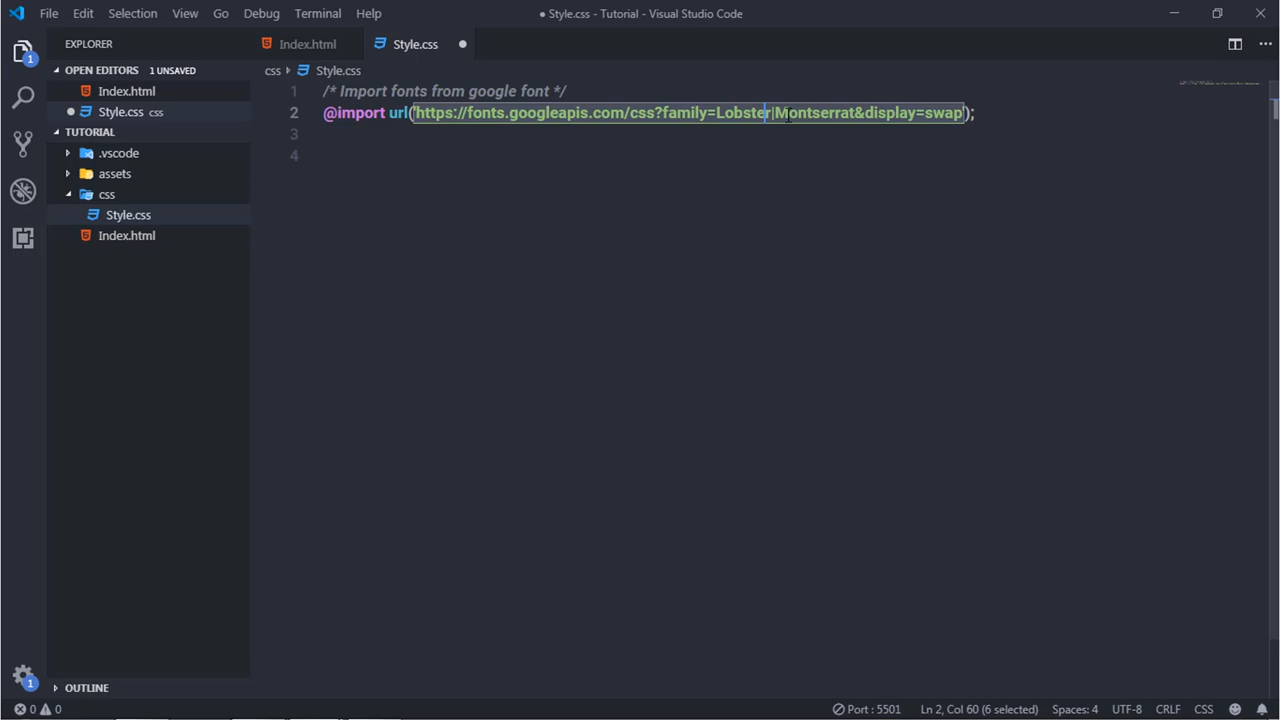 File Edit Selection View Go Debug Terminal Help
● Style.css - Tutorial - Visual Studio Code
1
EXPLORER
Index.html Style.css
OPEN EDITORS 1 UNSAVED
Index.html
Style.css css
TUTORIAL
.vscode
assets
css
Style.css
Index.html
css Style.css
1 /* Import fonts from google font */
2 @import url('https://fonts.googleapis.com/css?family=Lobster|Montserrat&display=swap');
3
4
1
OUTLINE
0 0
Port : 5501 Ln 2, Col 60 (6 selected) Spaces: 4 UTF-8 CRLF CSS